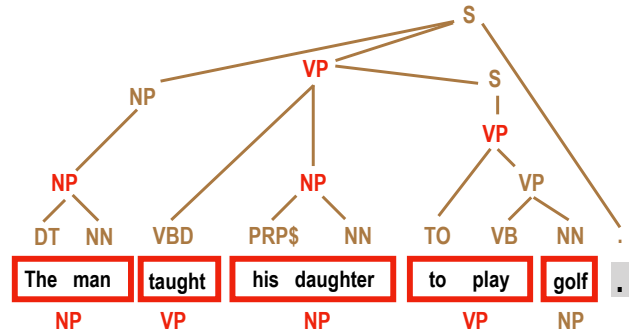 S
VP
NP
S
VP
NP
NP
VP
DT NN VBD PRP$ NN TO VB NN .
The man taught his daughter to play golf .
NP VP NP VP NP